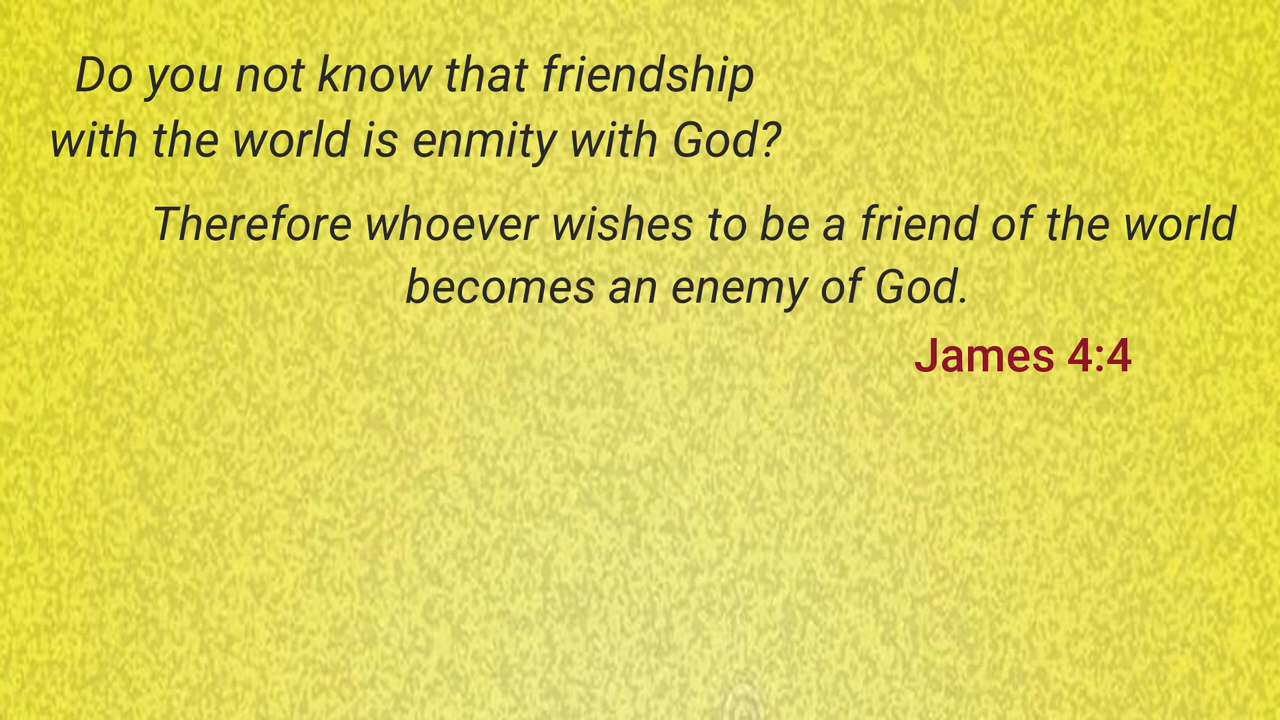 Do you not know that friendship
with the world is enmity with God?
Therefore whoever wishes to be a friend of the world
becomes an enemy of God.
James 4:4